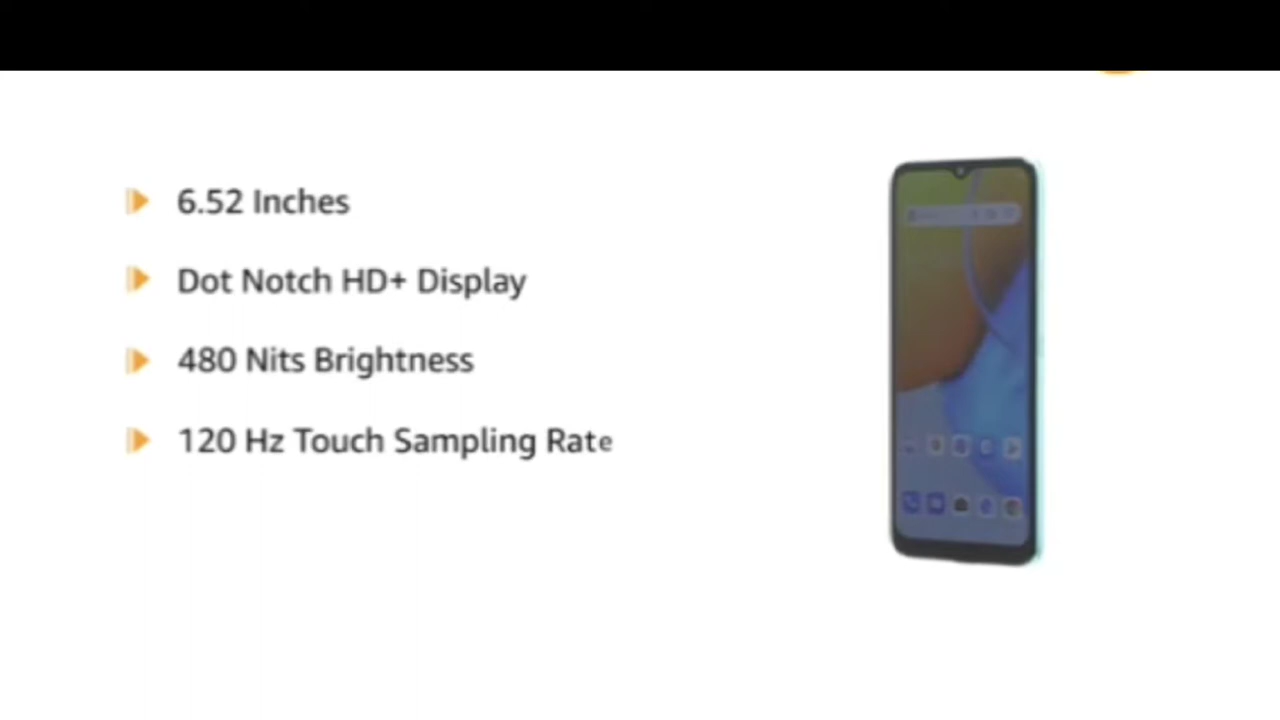 6.52 Inches
Dot Notch HD+ Display
480 Nits Brightness
120 Hz Touch Sampling Rate